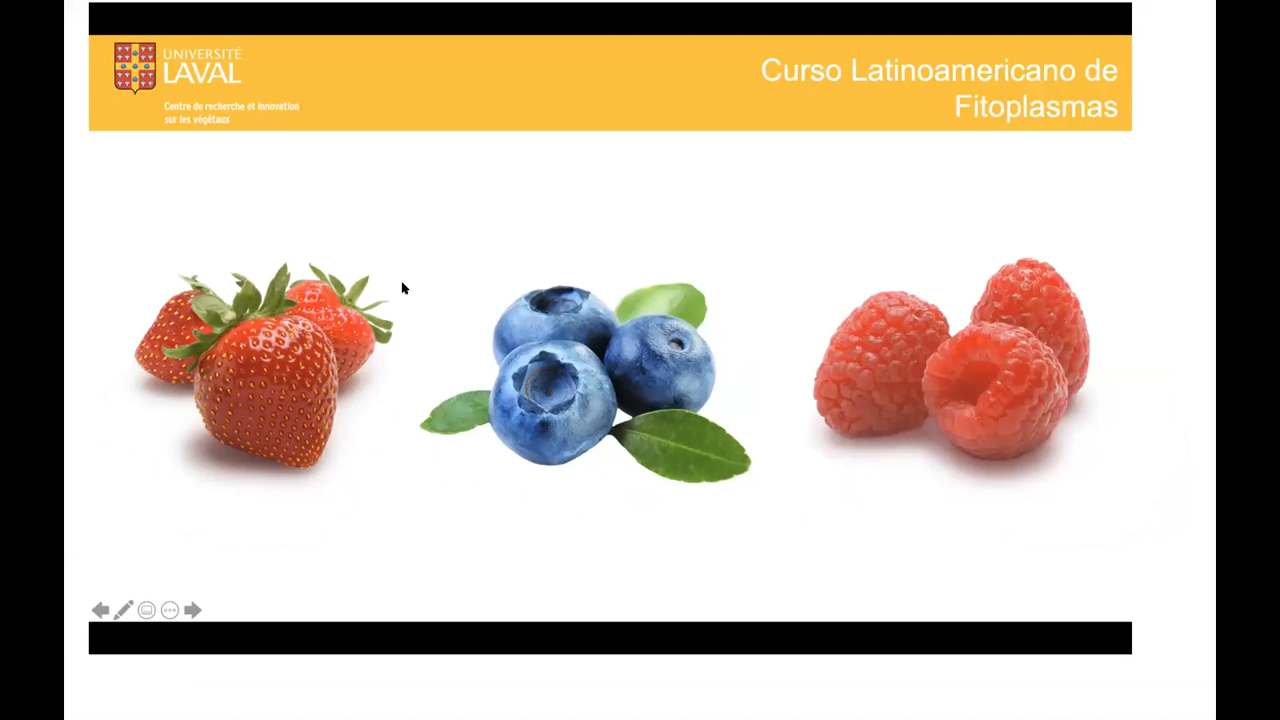 UNIVERSITÉ
LAVAL
Centre de recherche et innovation
sur les végétaux
Curso Latinoamericano de
Fitoplasmas